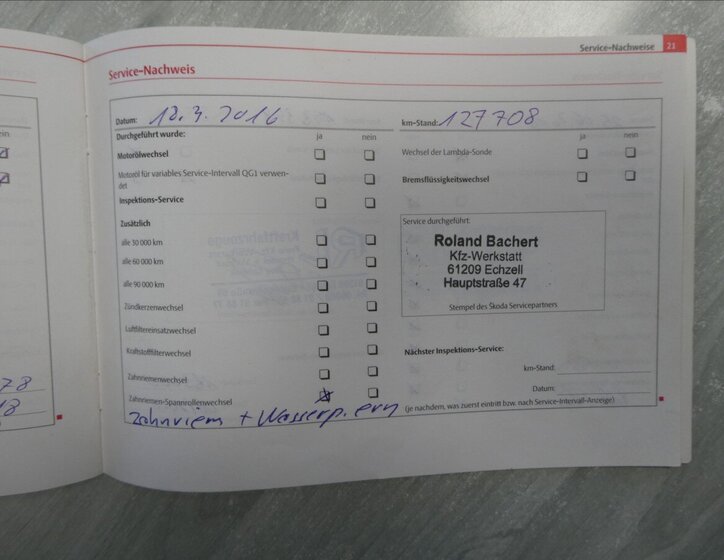 Service-Nachweise 21
Service-Nachweis
Datum: 18.3.2016
km-Stand: 127708
Durchgeführt wurde: ja nein
ja nein
Motorölwechsel
Wechsel der Lambda-Sonde
Motoröl für variables Service-Intervall QG1 verwen-
det
Bremsflüssigkeitswechsel
Inspektions-Service
Zusätzlich
alle 30 000 km
alle 60 000 km
alle 90 000 km
Zündkerzenwechsel
Luftfiltereinsatzwechsel
Kraftstofffilterwechsel
Zahnriemenwechsel
Zahnriemen-Spannrollenwechsel
Zahnriem + Wasserp. ern
Service durchgeführt:
Roland Bachert
Kfz-Werkstatt
61209 Echzell
Hauptstraße 47
Stempel des Škoda Servicepartners
Nächster Inspektions-Service:
km-Stand:
Datum:
(je nachdem, was zuerst eintritt bzw. nach Service-Intervall-Anzeige)